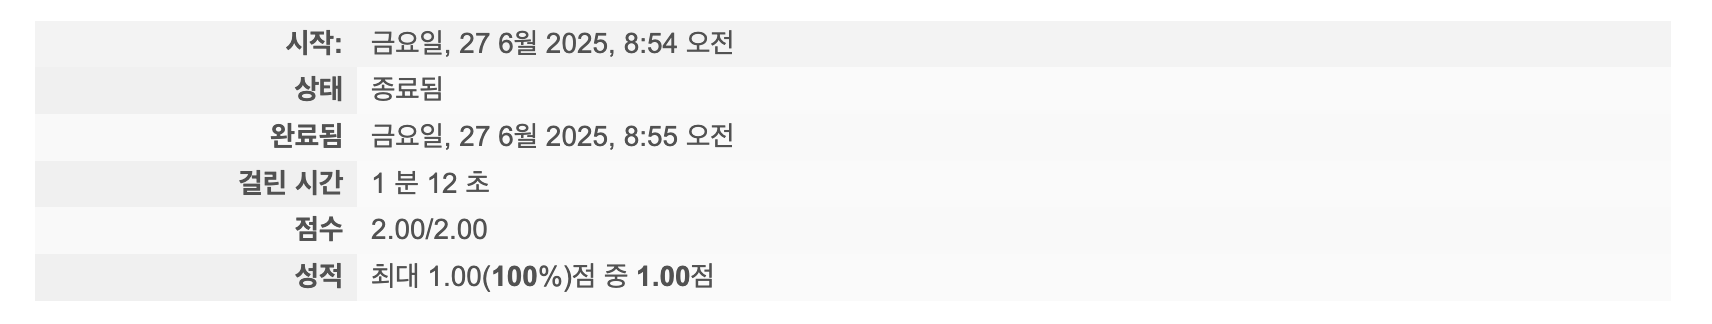 시작: 금요일, 27 6월 2025, 8:54 오전
상태 종료됨
완료됨 금요일, 27 6월 2025, 8:55 오전
걸린 시간 1 분 12 초
점수 2.00/2.00
성적 최대 1.00(100%)점 중 1.00점